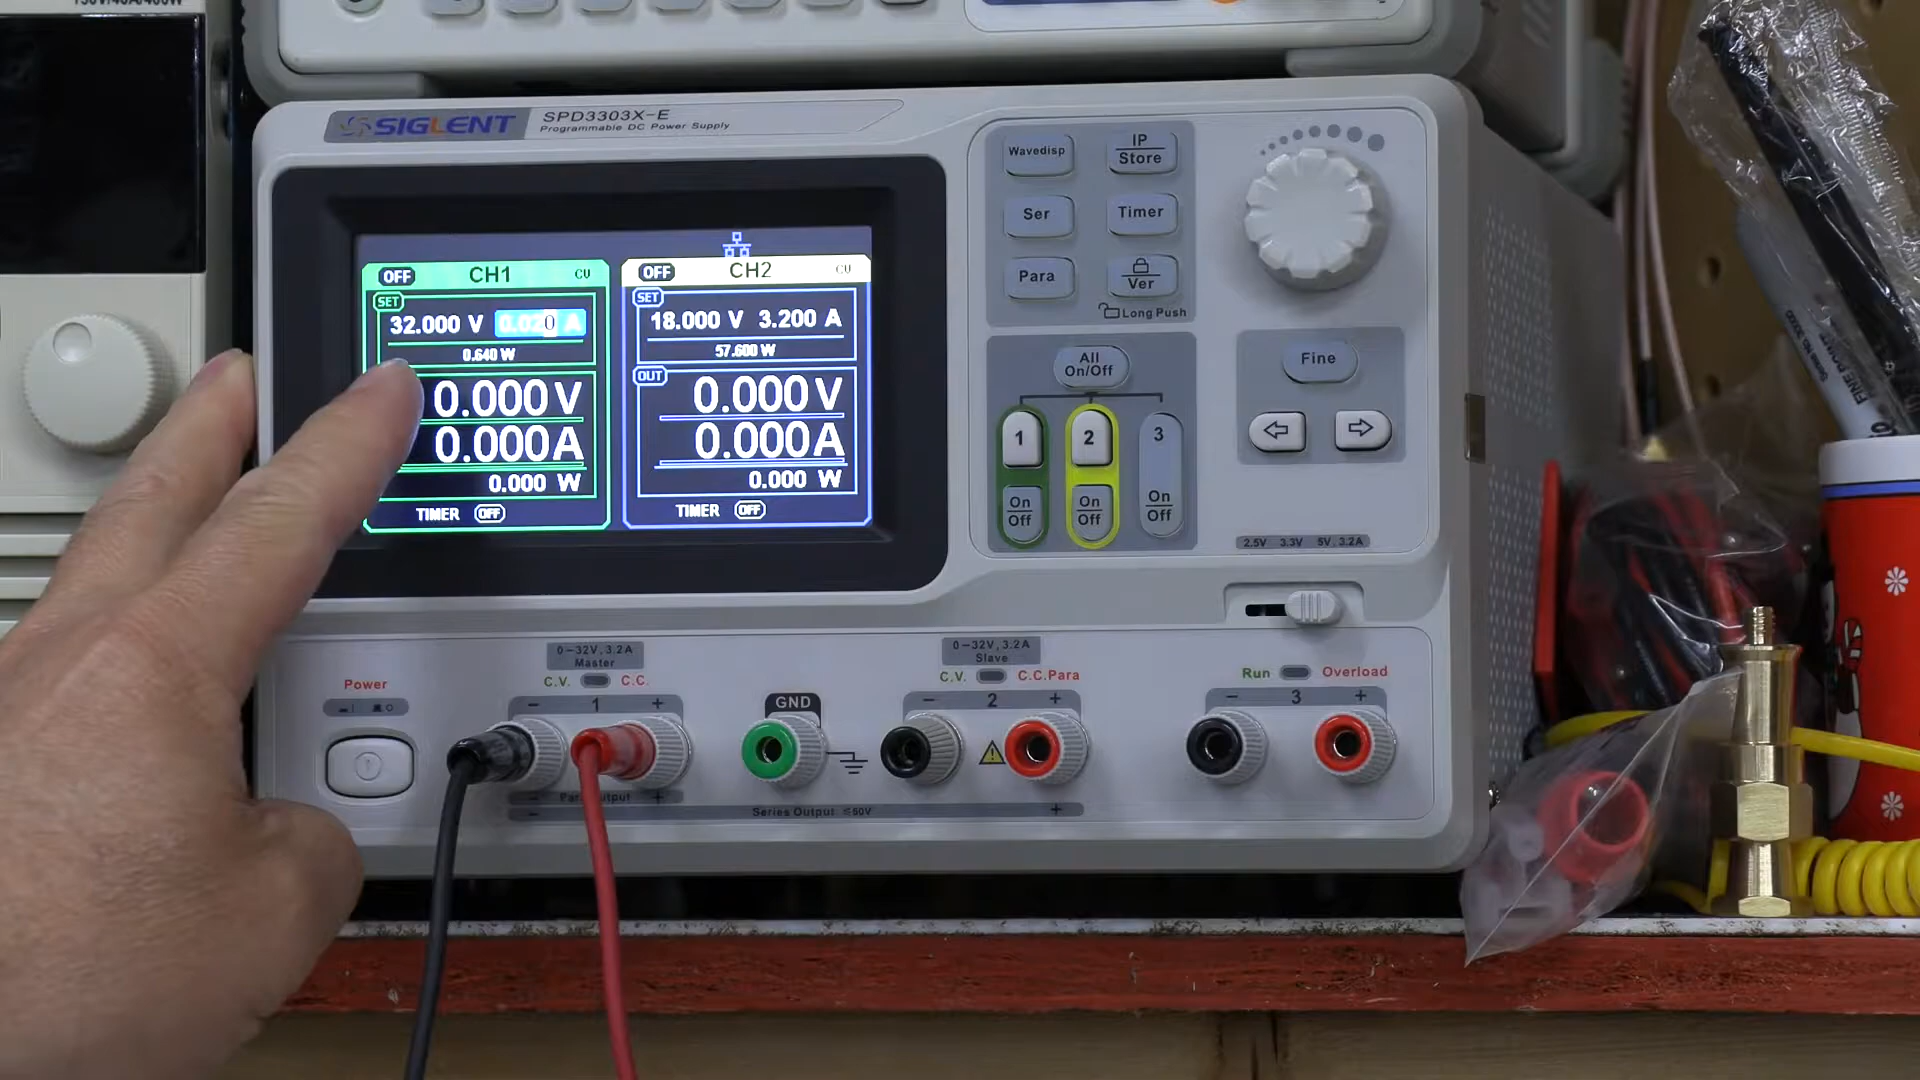 SIGLENT
SPD3303X-E
Programmable DC Power Supply
OFF CH1 CU
SET
32.000 V 0.020 A
0.640 W
0.000V
0.000A
0.000 W
TIMER OFF
OFF CH2 CU
SET
18.000 V 3.200 A
57.600 W
OUT
0.000V
0.000A
0.000 W
TIMER OFF
Wavedisp
IP
Store
Ser
Timer
Para
Ver
Long Push
All
On/Off
1
2
3
On
Off
On
Off
On
Off
Fine
2.5V 3.3V 5V, 3.2A
Power
0-32V, 3.2A
Master
C.V. C.C.
- 1 +
GND
0-32V, 3.2A
Slave
C.V. C.C.Para
- 2 +
Run Overload
- 3 +
- +
- Series Output: ≤60V +
FINE POINT